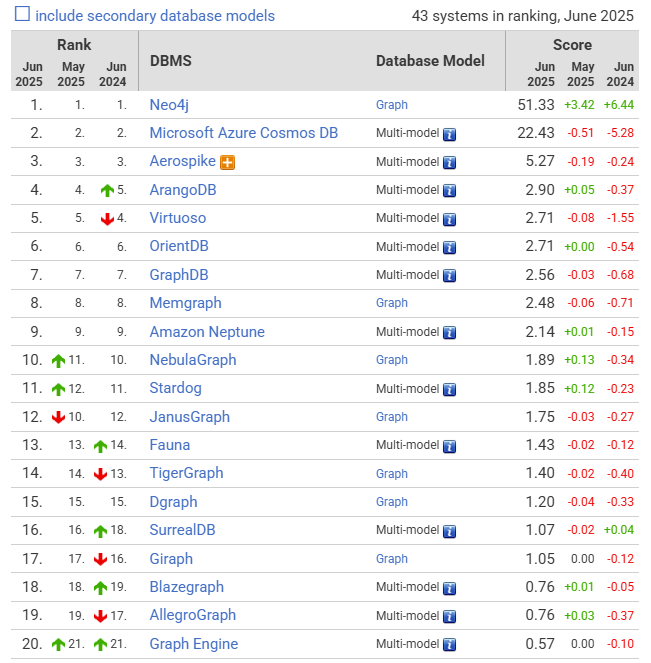 include secondary database models 43 systems in ranking, June 2025
Rank DBMS Database Model Score
Jun 2025 May 2025 Jun 2024 Jun 2025 May 2025 Jun 2024
1. 1. 1. Neo4j Graph 51.33 +3.42 +6.44
2. 2. 2. Microsoft Azure Cosmos DB Multi-model i 22.43 -0.51 -5.28
3. 3. 3. Aerospike Multi-model i 5.27 -0.19 -0.24
4. 4. 5. ArangoDB Multi-model i 2.90 +0.05 -0.37
5. 5. 4. Virtuoso Multi-model i 2.71 -0.08 -1.55
6. 6. 6. OrientDB Multi-model i 2.71 +0.00 -0.54
7. 7. 7. GraphDB Multi-model i 2.56 -0.03 -0.68
8. 8. 8. Memgraph Graph 2.48 -0.06 -0.71
9. 9. 9. Amazon Neptune Multi-model i 2.14 +0.01 -0.15
10. 11. 10. NebulaGraph Graph 1.89 +0.13 -0.34
11. 12. 11. Stardog Multi-model i 1.85 +0.12 -0.23
12. 10. 12. JanusGraph Graph 1.75 -0.03 -0.27
13. 13. 14. Fauna Multi-model i 1.43 -0.02 -0.12
14. 14. 13. TigerGraph Graph 1.40 -0.02 -0.40
15. 15. 15. Dgraph Graph 1.20 -0.04 -0.33
16. 16. 18. SurrealDB Multi-model i 1.07 -0.02 +0.04
17. 17. 16. Giraph Graph 1.05 0.00 -0.12
18. 18. 19. Blazegraph Multi-model i 0.76 +0.01 -0.05
19. 19. 17. AllegroGraph Multi-model i 0.76 +0.03 -0.37
20. 21. 21. Graph Engine Multi-model i 0.57 0.00 -0.10